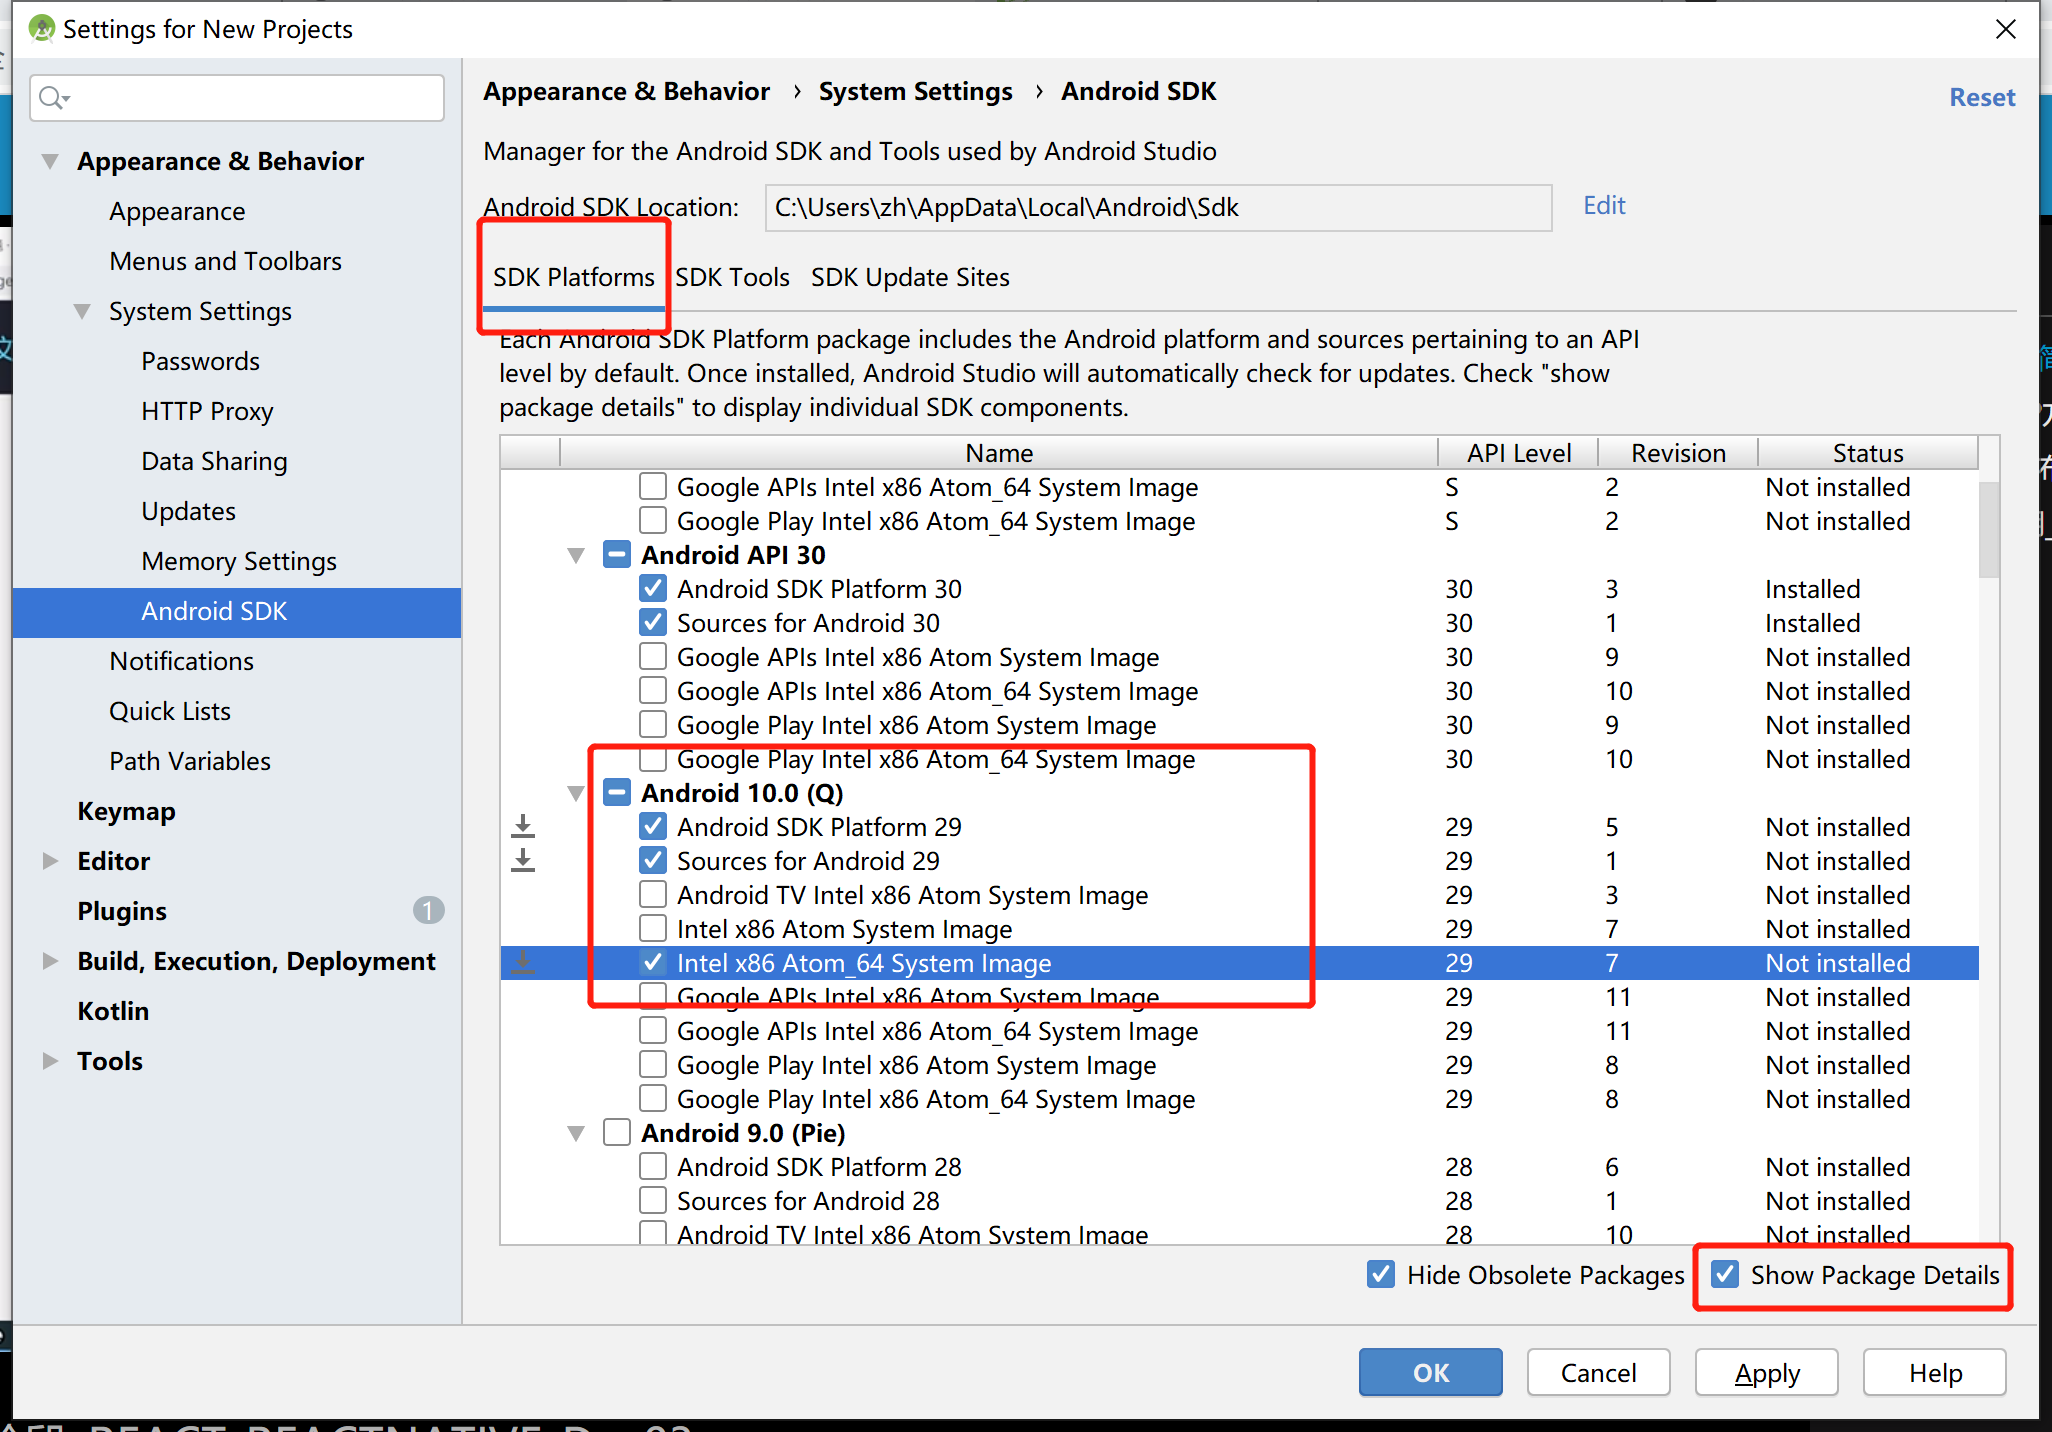 Settings for New Projects
Appearance & Behavior
Appearance
Menus and Toolbars
System Settings
Passwords
HTTP Proxy
Data Sharing
Updates
Memory Settings
Android SDK
Notifications
Quick Lists
Path Variables
Keymap
Editor
Plugins 1
Build, Execution, Deployment
Kotlin
Tools
Appearance & Behavior › System Settings › Android SDK
Reset
Manager for the Android SDK and Tools used by Android Studio
Android SDK Location: C:\Users\zh\AppData\Local\Android\Sdk Edit
SDK Platforms SDK Tools SDK Update Sites
Each Android SDK Platform package includes the Android platform and sources pertaining to an API
level by default. Once installed, Android Studio will automatically check for updates. Check "show
package details" to display individual SDK components.
Name API Level Revision Status
Google APIs Intel x86 Atom_64 System Image S 2 Not installed
Google Play Intel x86 Atom_64 System Image S 2 Not installed
Android API 30
Android SDK Platform 30 30 3 Installed
Sources for Android 30 30 1 Installed
Google APIs Intel x86 Atom System Image 30 9 Not installed
Google APIs Intel x86 Atom_64 System Image 30 10 Not installed
Google Play Intel x86 Atom System Image 30 9 Not installed
Google Play Intel x86 Atom_64 System Image 30 10 Not installed
Android 10.0 (Q)
Android SDK Platform 29 29 5 Not installed
Sources for Android 29 29 1 Not installed
Android TV Intel x86 Atom System Image 29 3 Not installed
Intel x86 Atom System Image 29 7 Not installed
Intel x86 Atom_64 System Image 29 7 Not installed
Google APIs Intel x86 Atom System Image 29 11 Not installed
Google APIs Intel x86 Atom_64 System Image 29 11 Not installed
Google Play Intel x86 Atom System Image 29 8 Not installed
Google Play Intel x86 Atom_64 System Image 29 8 Not installed
Android 9.0 (Pie)
Android SDK Platform 28 28 6 Not installed
Sources for Android 28 28 1 Not installed
Android TV Intel x86 Atom System Image 28 10 Not installed
Hide Obsolete Packages Show Package Details
OK Cancel Apply Help